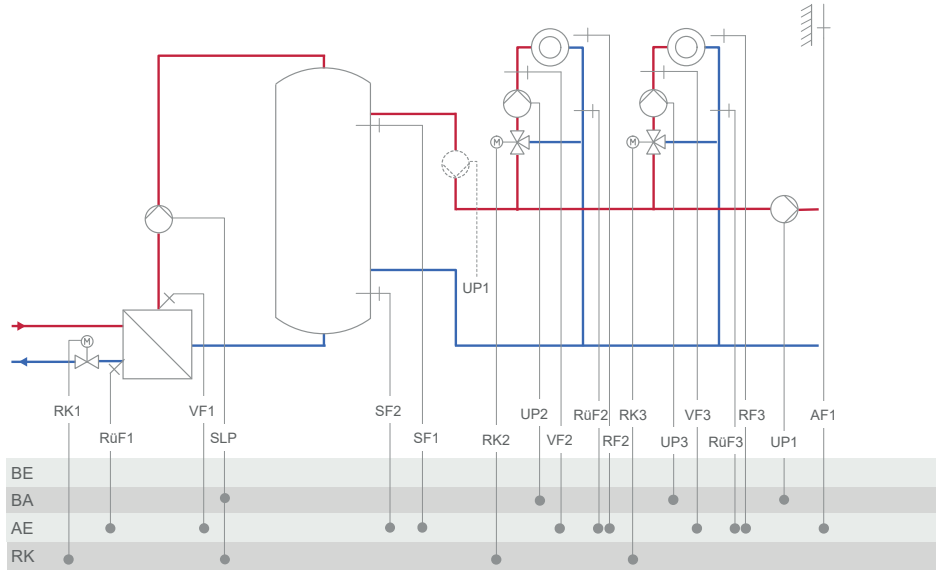 M
M
UP1
M
RK1
VF1
SF2
UP2
RüF2
RK3
VF3
RF3
AF1
RüF1
SLP
SF1
RK2
VF2
RF2
UP3
RüF3
UP1
BE
BA
AE
RK